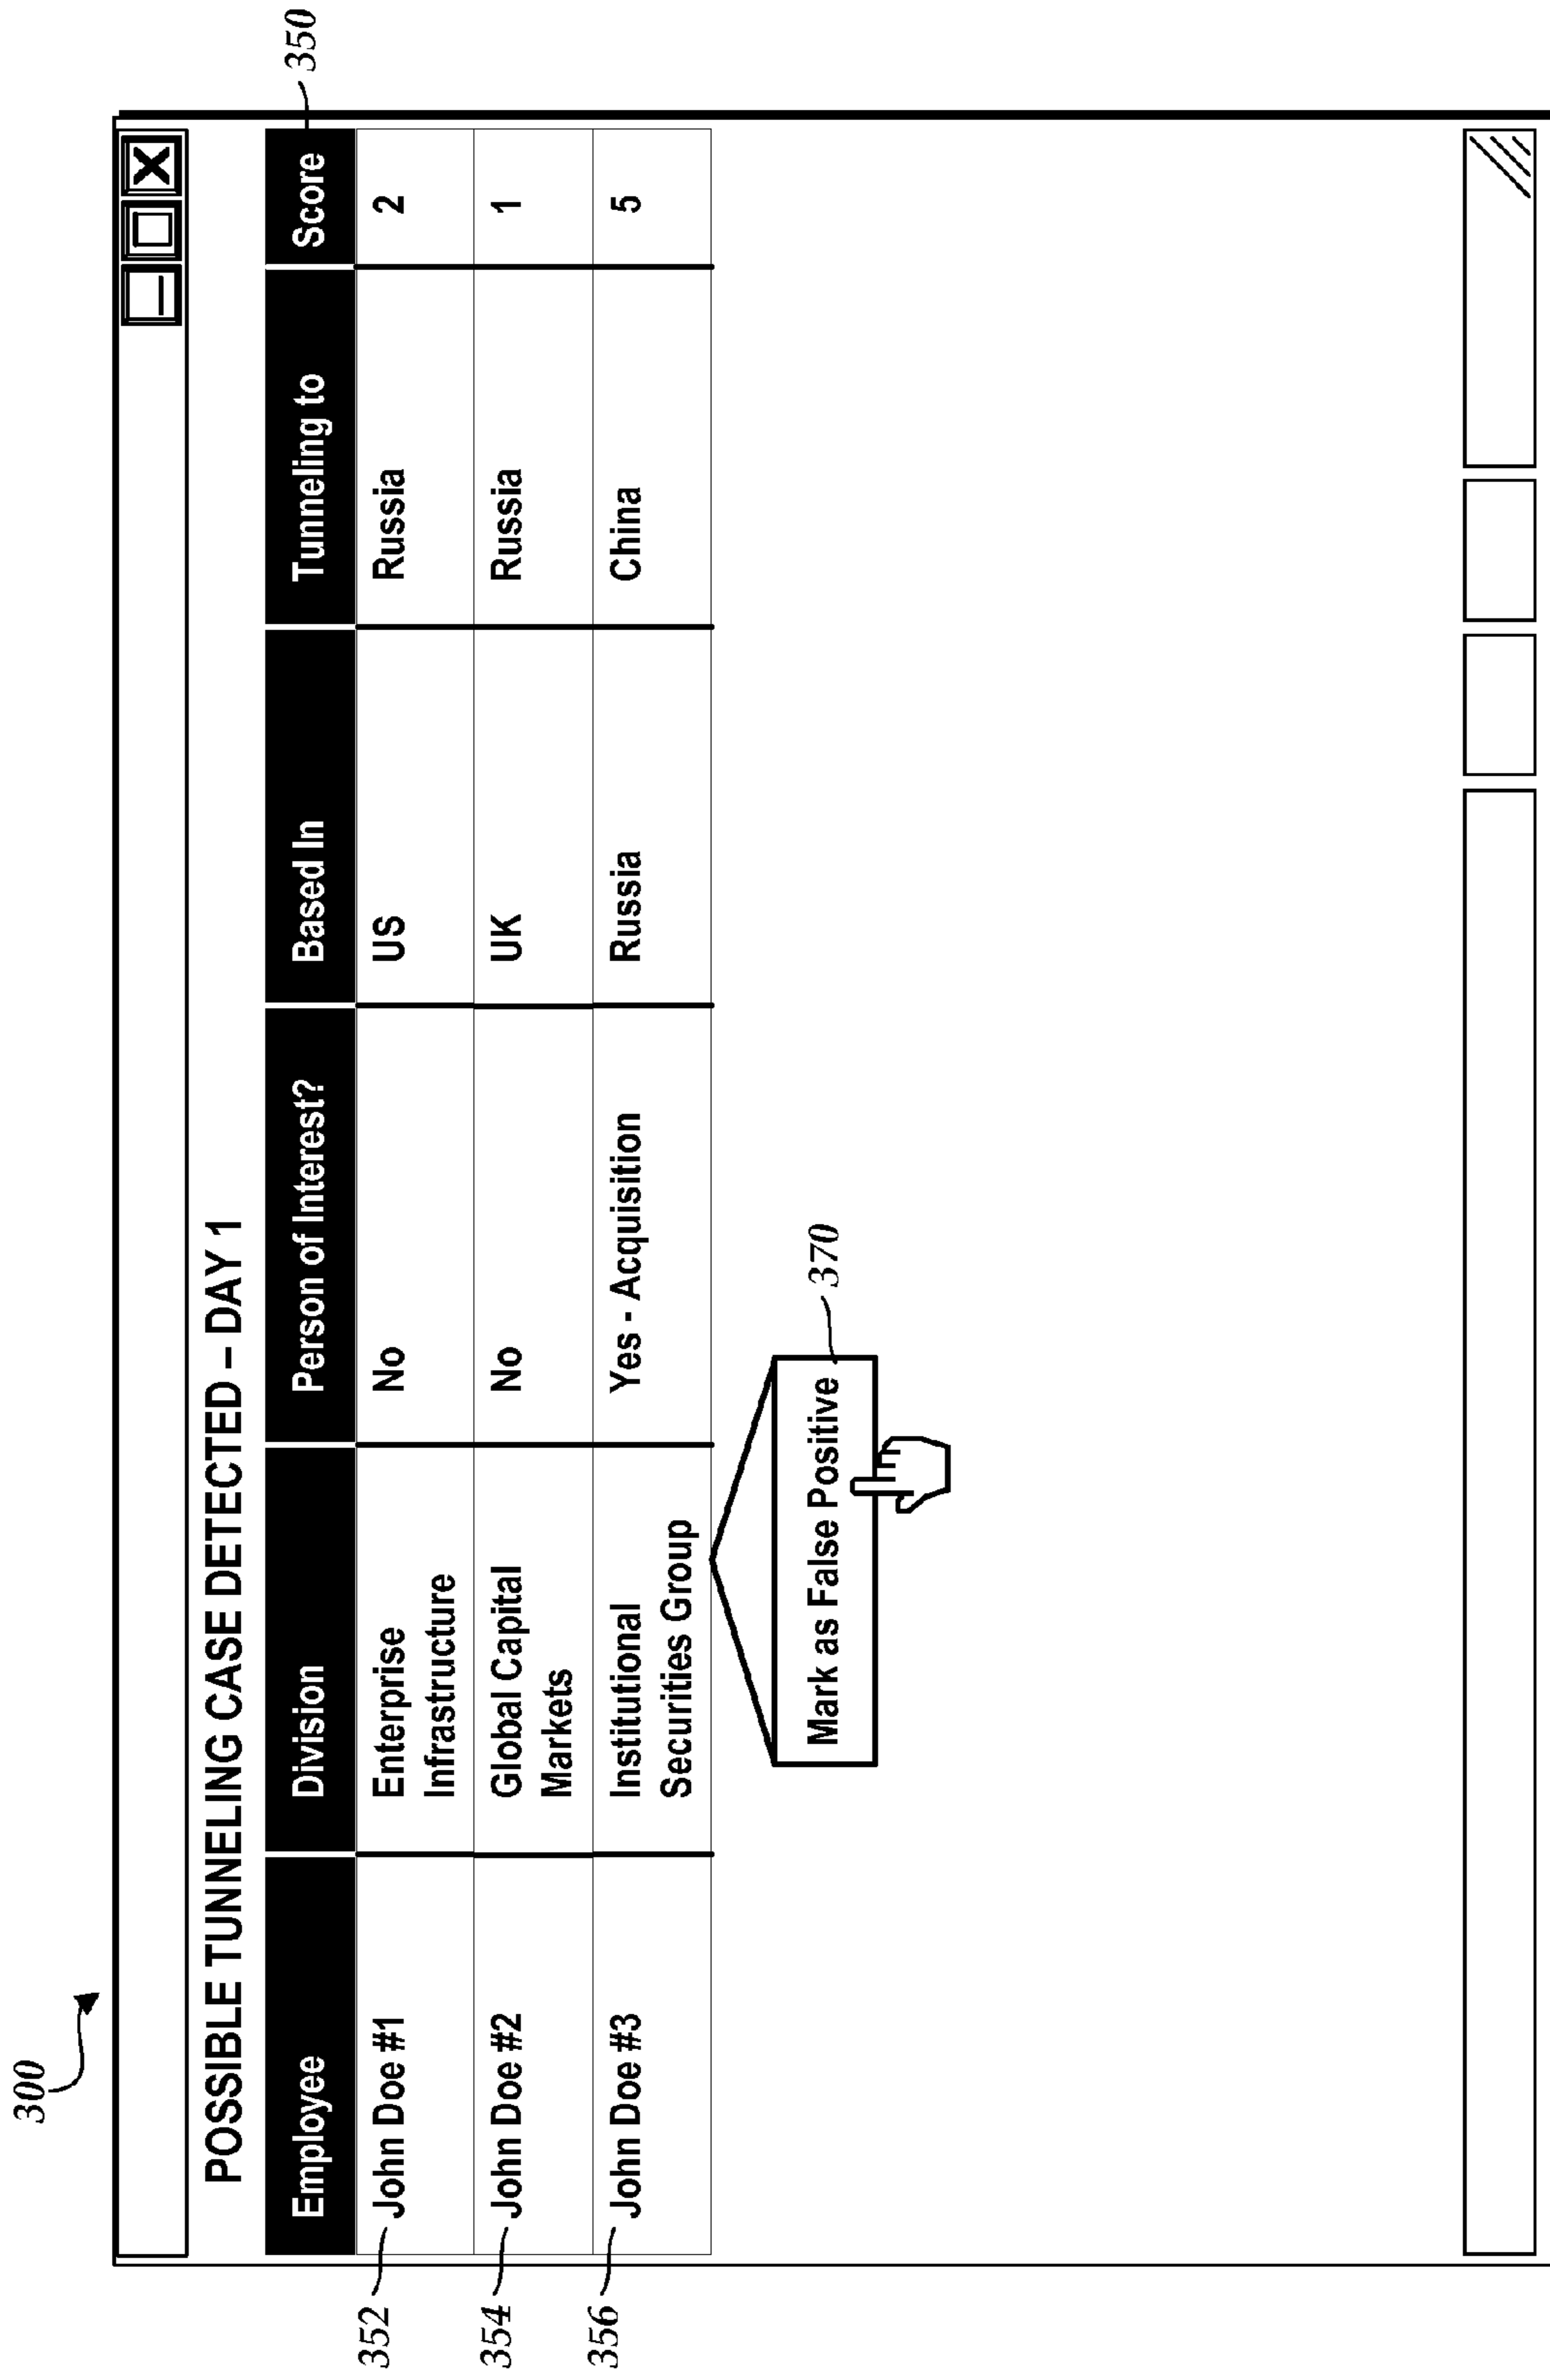 300
POSSIBLE TUNNELING CASE DETECTED – DAY 1
Employee Division Person of Interest? Based In Tunneling to Score 350
352 John Doe #1 Enterprise No US Russia 2
Infrastructure
354 John Doe #2 Global Capital No UK Russia 1
Markets
356 John Doe #3 Institutional Yes - Acquisition Russia China 5
Securities Group
Mark as False Positive 370